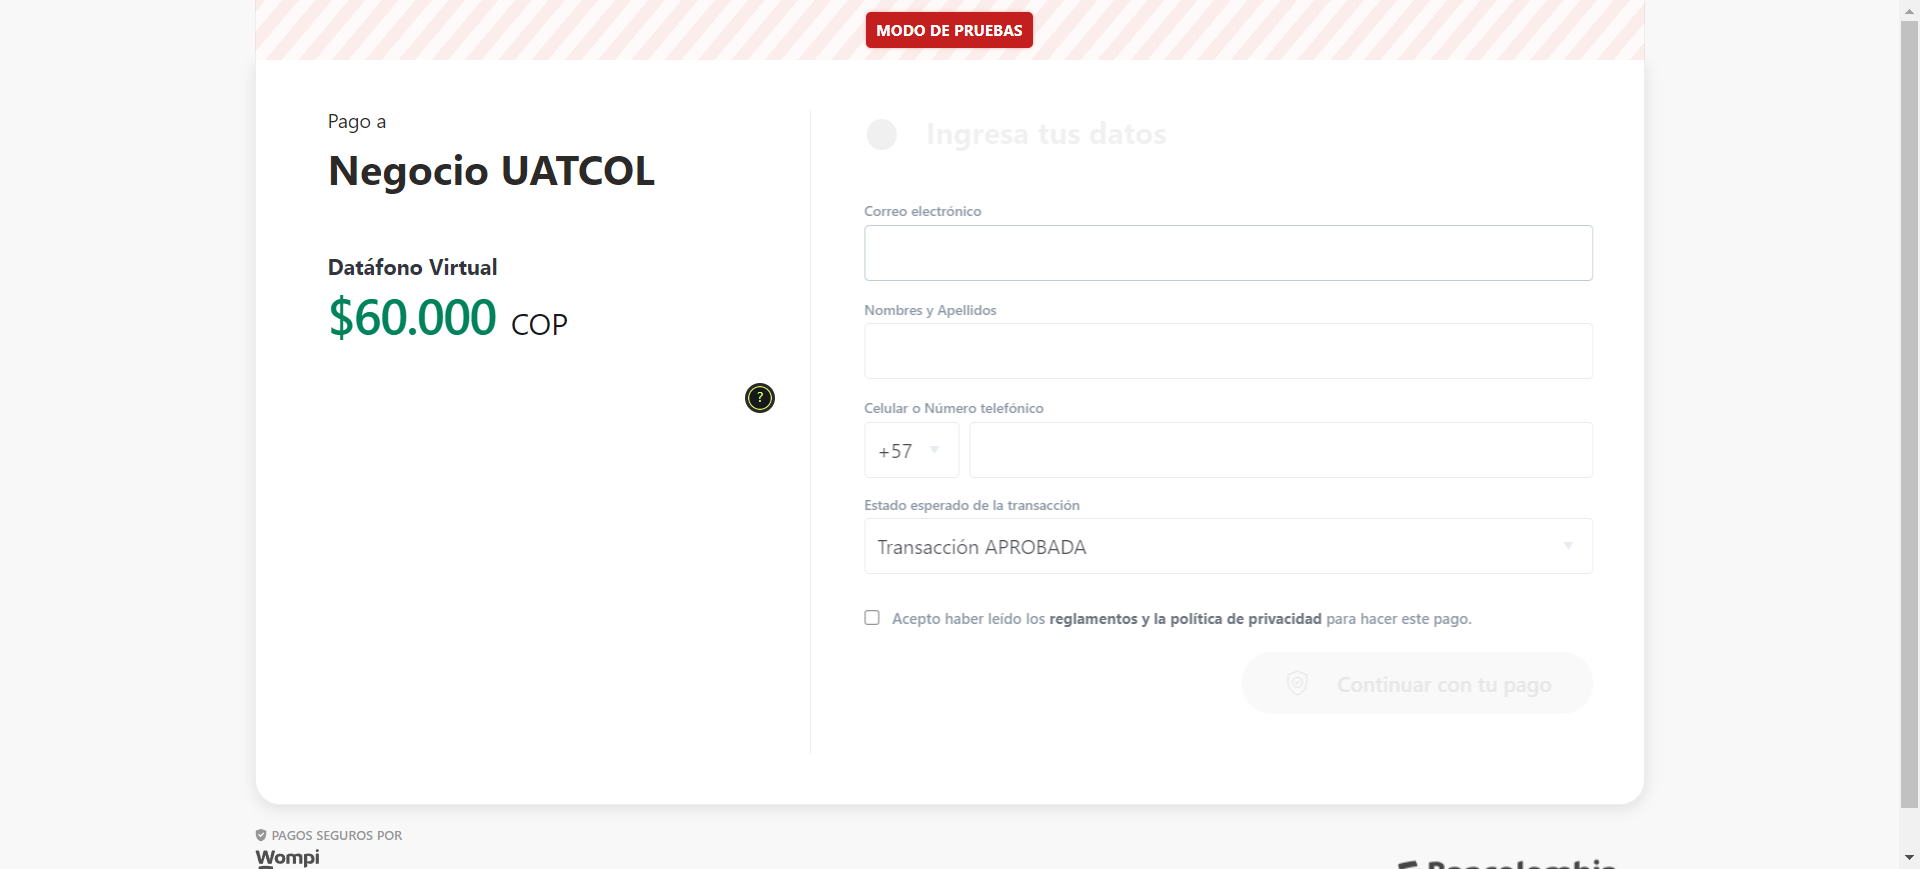 MODO DE PRUEBAS
Pago a
Negocio UATCOL
Datáfono Virtual
$60.000 COP
?
Ingresa tus datos
Correo electrónico
Nombres y Apellidos
Celular o Número telefónico
+57
Estado esperado de la transacción
Transacción APROBADA
Acepto haber leído los reglamentos y la política de privacidad para hacer este pago.
Continuar con tu pago
PAGOS SEGUROS POR
Wompi
Bancolombia